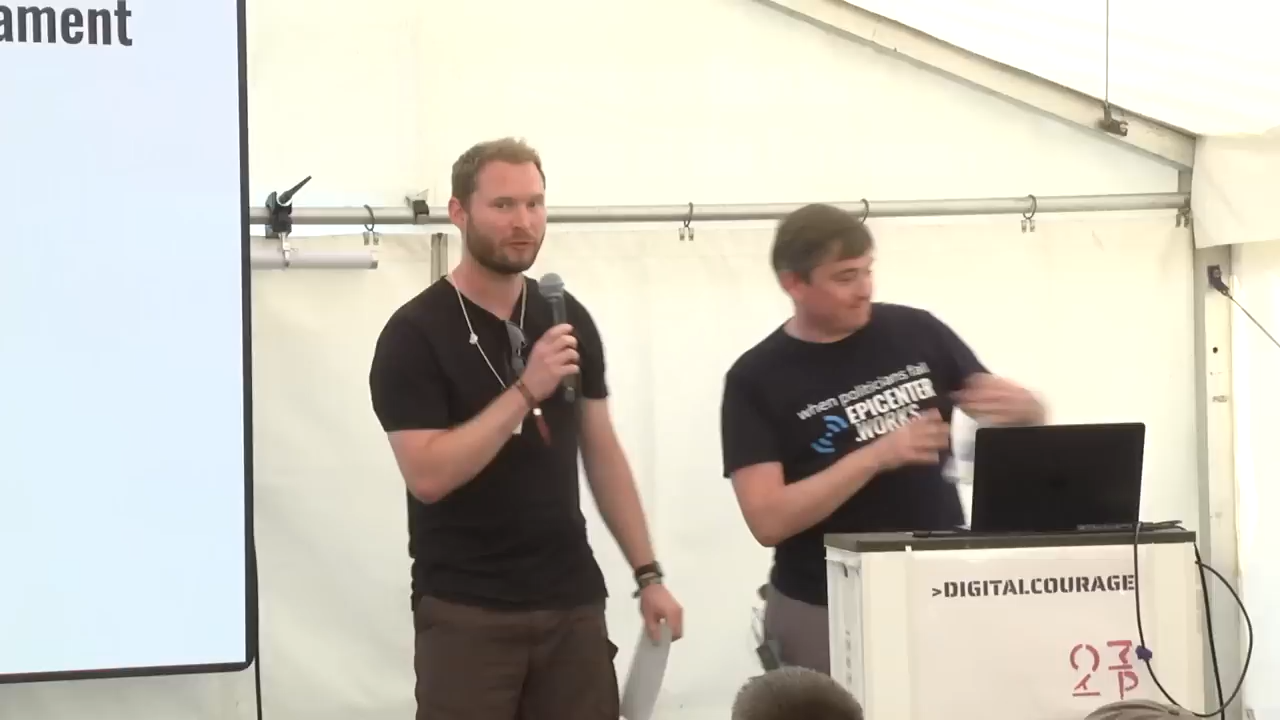 ament
when politicians fail
EPICENTER
.WORKS
>DIGITALCOURAGE